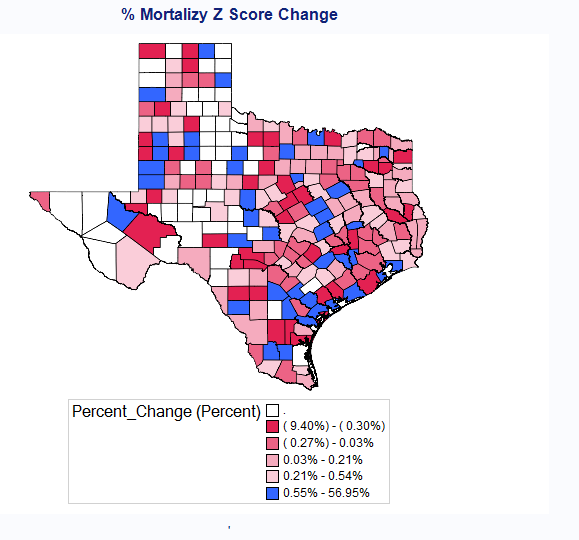 % Mortalizy Z Score Change
Percent_Change (Percent)
.
( 9.40%) - ( 0.30%)
( 0.27%) - 0.03%
0.03% - 0.21%
0.21% - 0.54%
0.55% - 56.95%
'